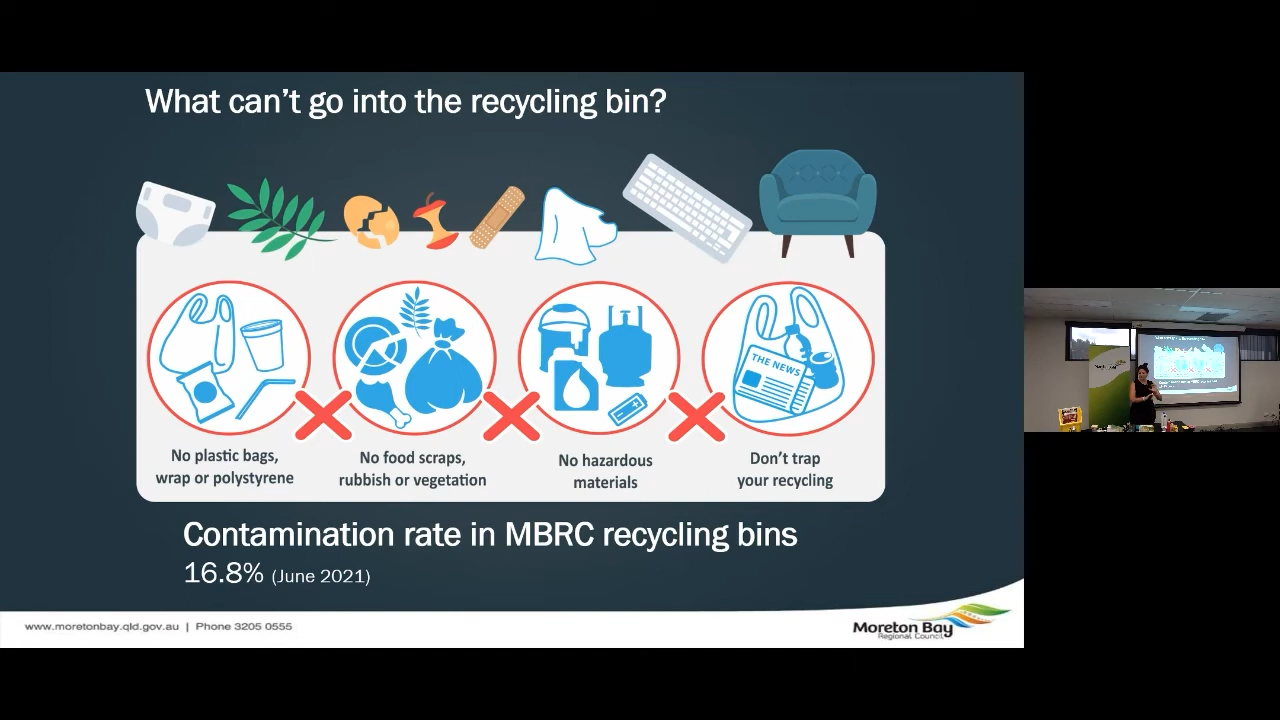 What can't go into the recycling bin?
THE NEWS
No plastic bags,
wrap or polystyrene
No food scraps,
rubbish or vegetation
No hazardous
materials
Don't trap
your recycling
Contamination rate in MBRC recycling bins
16.8% (June 2021)
www.moretonbay.qld.gov.au | Phone 3205 0555
Moreton Bay
Regional Council